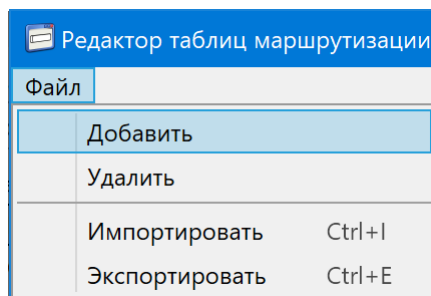 Редактор таблиц маршрутизации
Файл
Добавить
Удалить
Импортировать Ctrl+I
Экспортировать Ctrl+E